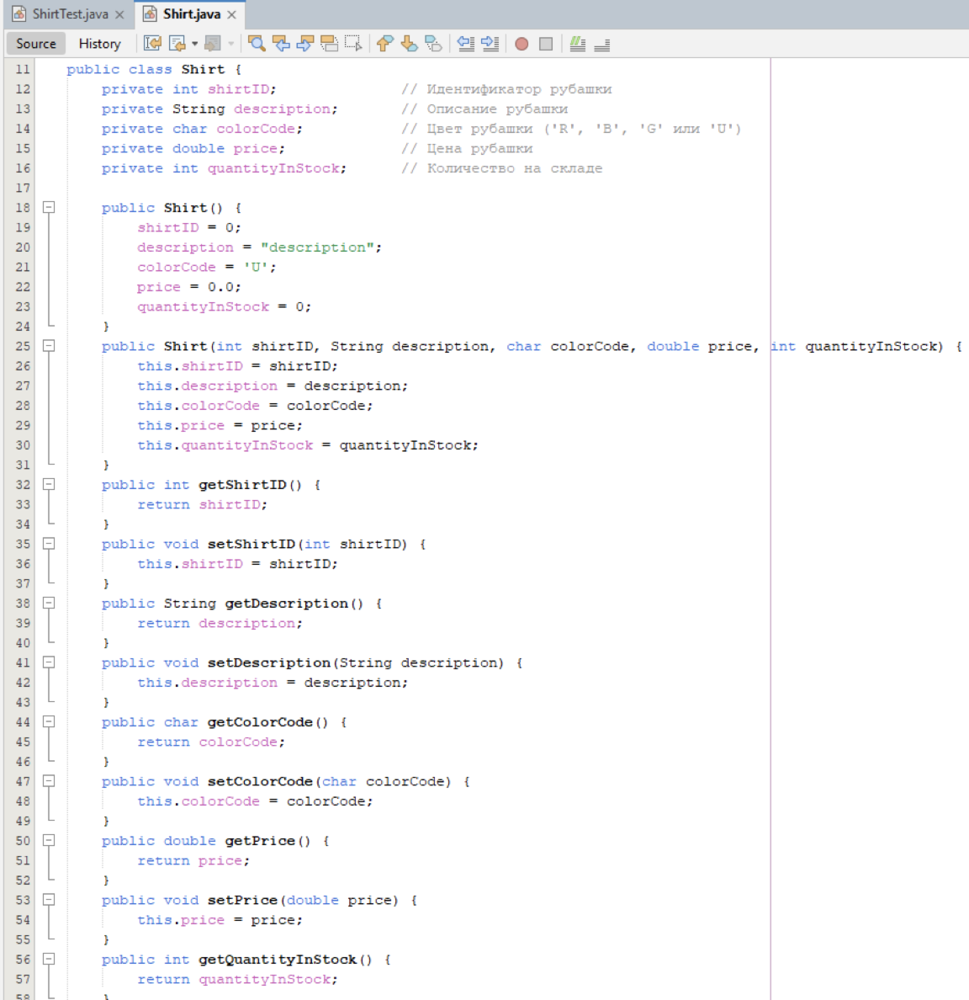 ShirtTest.java Shirt.java
Source History
11 public class Shirt {
12 private int shirtID; // Идентификатор рубашки
13 private String description; // Описание рубашки
14 private char colorCode; // Цвет рубашки ('R', 'B', 'G' или 'U')
15 private double price; // Цена рубашки
16 private int quantityInStock; // Количество на складе
17
18 public Shirt() {
19 shirtID = 0;
20 description = "description";
21 colorCode = 'U';
22 price = 0.0;
23 quantityInStock = 0;
24 }
25 public Shirt(int shirtID, String description, char colorCode, double price, int quantityInStock) {
26 this.shirtID = shirtID;
27 this.description = description;
28 this.colorCode = colorCode;
29 this.price = price;
30 this.quantityInStock = quantityInStock;
31 }
32 public int getShirtID() {
33 return shirtID;
34 }
35 public void setShirtID(int shirtID) {
36 this.shirtID = shirtID;
37 }
38 public String getDescription() {
39 return description;
40 }
41 public void setDescription(String description) {
42 this.description = description;
43 }
44 public char getColorCode() {
45 return colorCode;
46 }
47 public void setColorCode(char colorCode) {
48 this.colorCode = colorCode;
49 }
50 public double getPrice() {
51 return price;
52 }
53 public void setPrice(double price) {
54 this.price = price;
55 }
56 public int getQuantityInStock() {
57 return quantityInStock;
58 }